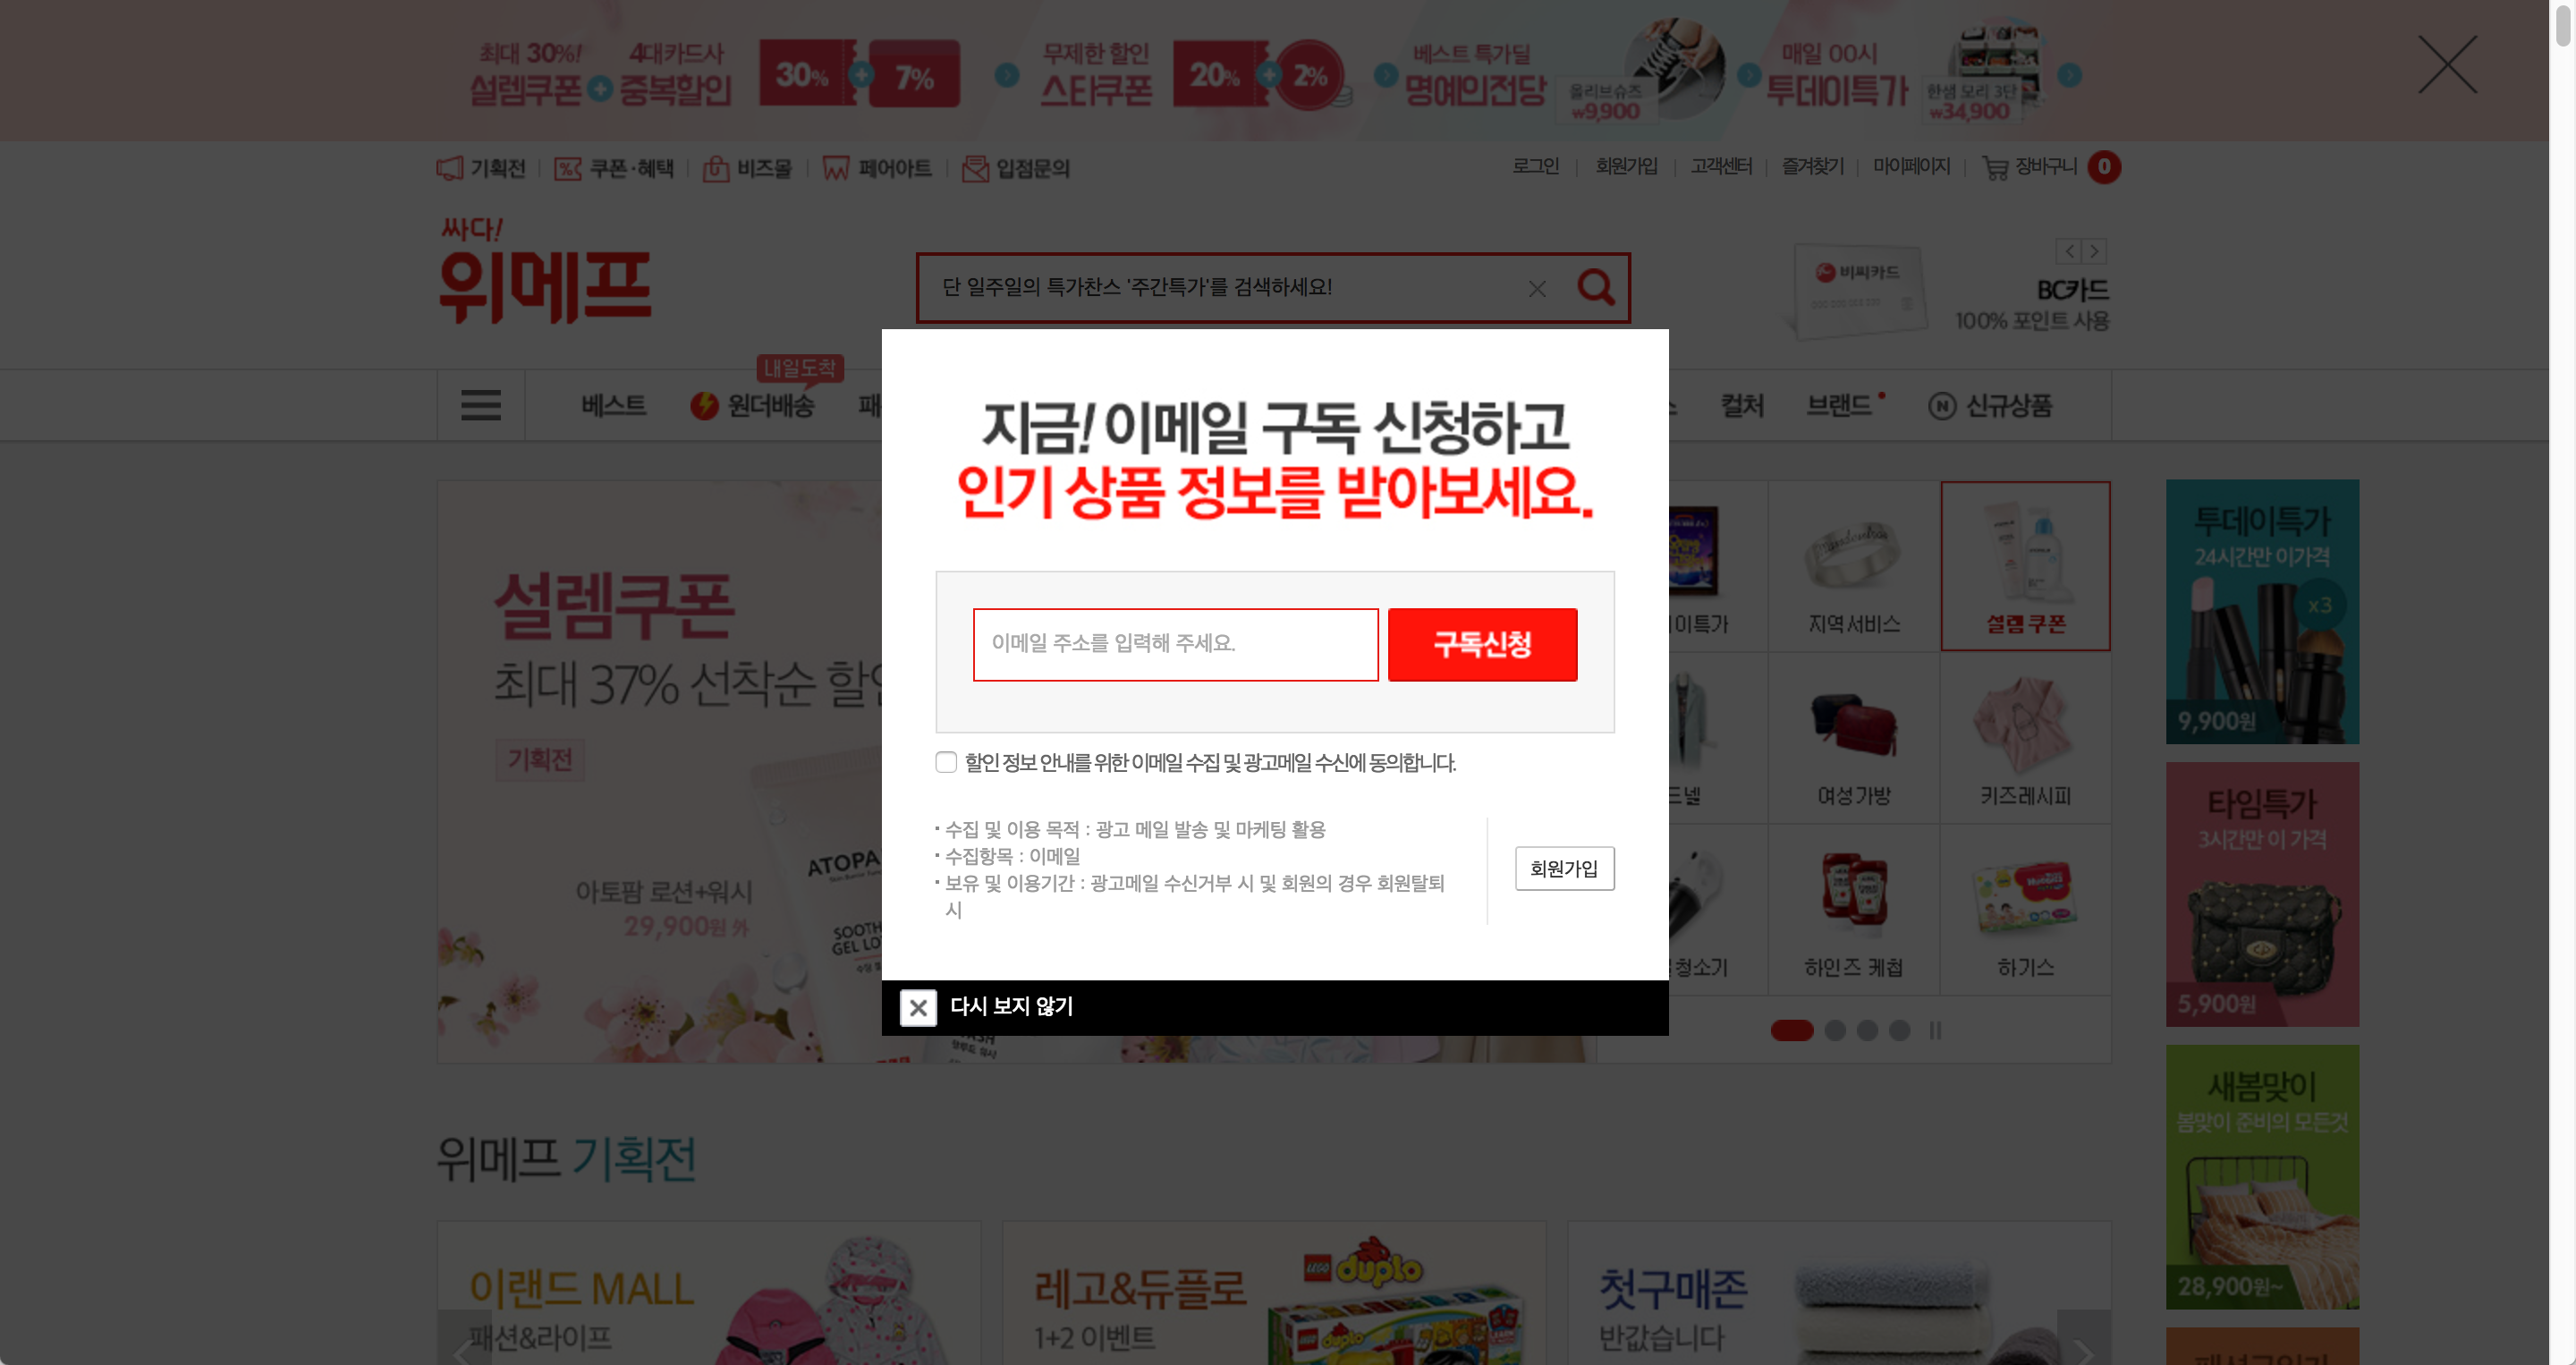 최대 30%!
설렘쿠폰
4대카드사
중복할인
30%
7%
무제한 할인
스타쿠폰
20%
2%
베스트 특가딜
명예의전당
올리브슈즈
₩9,900
매일 00시
투데이특가
한샘 모리 3단
₩34,900
기획전
쿠폰·혜택
비즈몰
페어아트
입점문의
로그인
회원가입
고객센터
즐겨찾기
마이페이지
장바구니
0
싸다!
위메프
단 일주일의 특가찬스 '주간특가'를 검색하세요!
비씨카드
BC카드
100% 포인트 사용
내일도착
베스트
원더배송
컬처
브랜드
N 신규상품
지금! 이메일 구독 신청하고
인기 상품 정보를 받아보세요.
이메일 주소를 입력해 주세요.
구독신청
할인 정보 안내를 위한 이메일 수집 및 광고메일 수신에 동의합니다.
수집 및 이용 목적 : 광고 메일 발송 및 마케팅 활용
수집항목 : 이메일
보유 및 이용기간 : 광고메일 수신거부 시 및 회원의 경우 회원탈퇴
시
회원가입
다시 보지 않기
설렘쿠폰
최대 37% 선착순 할인
기획전
아토팜 로션+워시
29,900원 外
ATOPA
SOOTH
GEL LO
이특가
지역서비스
설렘쿠폰
드넬
여성가방
키즈레시피
청소기
하인즈 케첩
하기스
투데이특가
24시간만 이가격
x3
9,900원
타임특가
3시간만 이 가격
5,900원
새봄맞이
봄맞이 준비의 모든것
28,900원~
위메프 기획전
이랜드 MALL
패션&라이프
레고&듀플로
1+2 이벤트
LEGO duplo
LEGO duplo
첫구매존
반값습니다